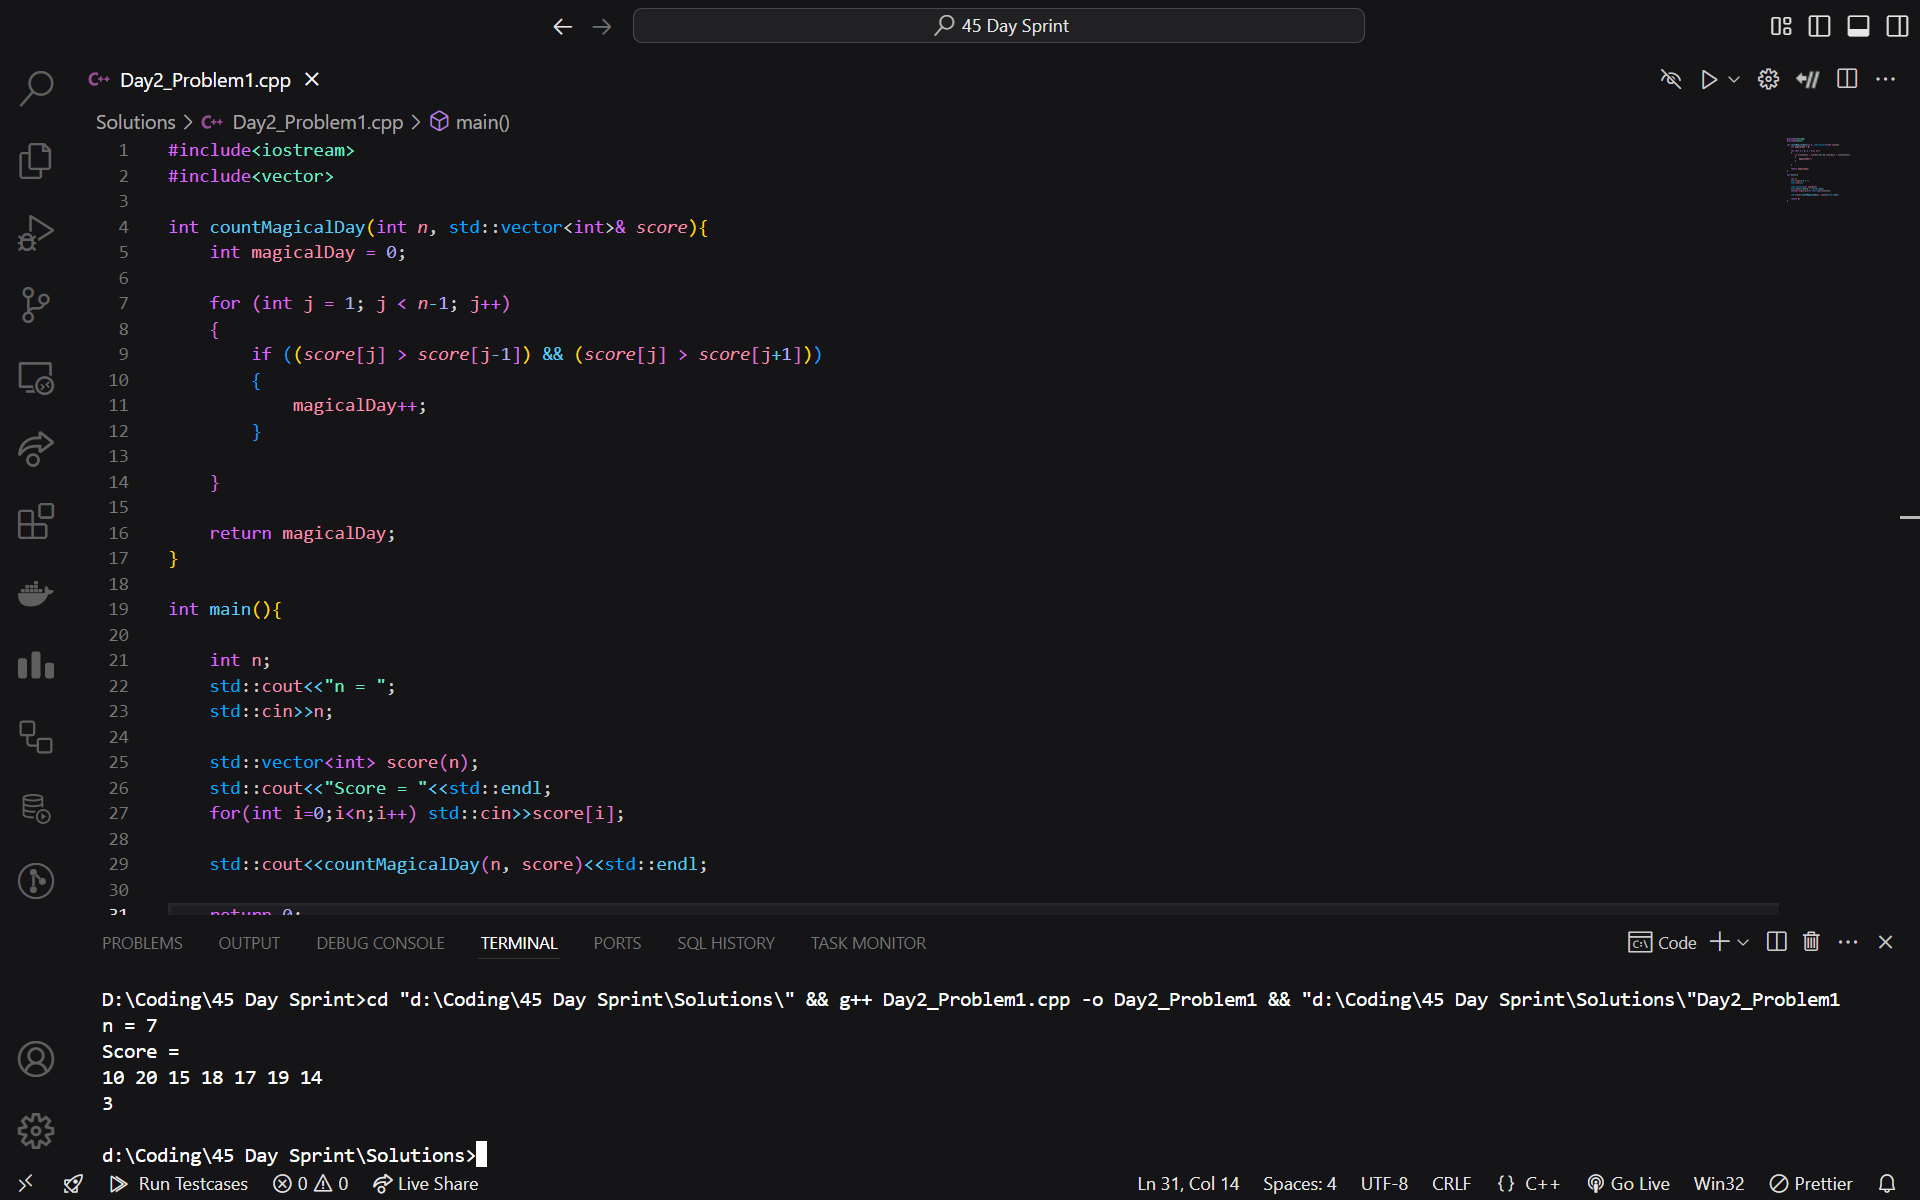 45 Day Sprint
C++ Day2_Problem1.cpp
Solutions > C++ Day2_Problem1.cpp > main()
1 #include<iostream>
2 #include<vector>
3
4 int countMagicalDay(int n, std::vector<int>& score){
5     int magicalDay = 0;
6
7     for (int j = 1; j < n-1; j++)
8     {
9         if ((score[j] > score[j-1]) && (score[j] > score[j+1]))
10         {
11             magicalDay++;
12         }
13
14     }
15
16     return magicalDay;
17 }
18
19 int main(){
20
21     int n;
22     std::cout<<"n = ";
23     std::cin>>n;
24
25     std::vector<int> score(n);
26     std::cout<<"Score = "<<std::endl;
27     for(int i=0;i<n;i++) std::cin>>score[i];
28
29     std::cout<<countMagicalDay(n, score)<<std::endl;
30
31     return 0;
PROBLEMS OUTPUT DEBUG CONSOLE TERMINAL PORTS SQL HISTORY TASK MONITOR Code
D:\Coding\45 Day Sprint>cd "d:\Coding\45 Day Sprint\Solutions\" && g++ Day2_Problem1.cpp -o Day2_Problem1 && "d:\Coding\45 Day Sprint\Solutions\"Day2_Problem1
n = 7
Score =
10 20 15 18 17 19 14
3
d:\Coding\45 Day Sprint\Solutions>
Run Testcases 0 0 Live Share Ln 31, Col 14 Spaces: 4 UTF-8 CRLF {} C++ Go Live Win32 Prettier